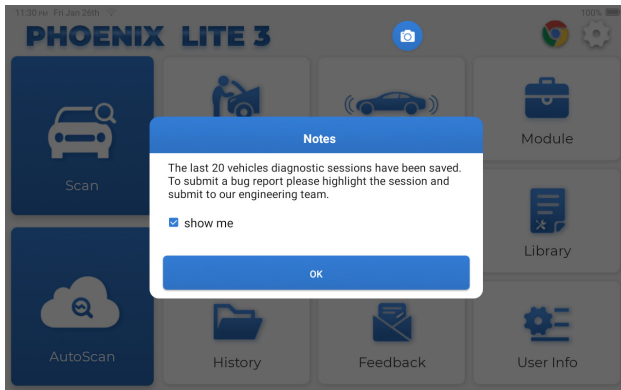 11:30 PM Fri Jan 26th
100%
PHOENIX LITE 3
Notes
The last 20 vehicles diagnostic sessions have been saved.
To submit a bug report please highlight the session and
submit to our engineering team.
show me
OK
Scan
Module
Library
AutoScan
History
Feedback
User Info